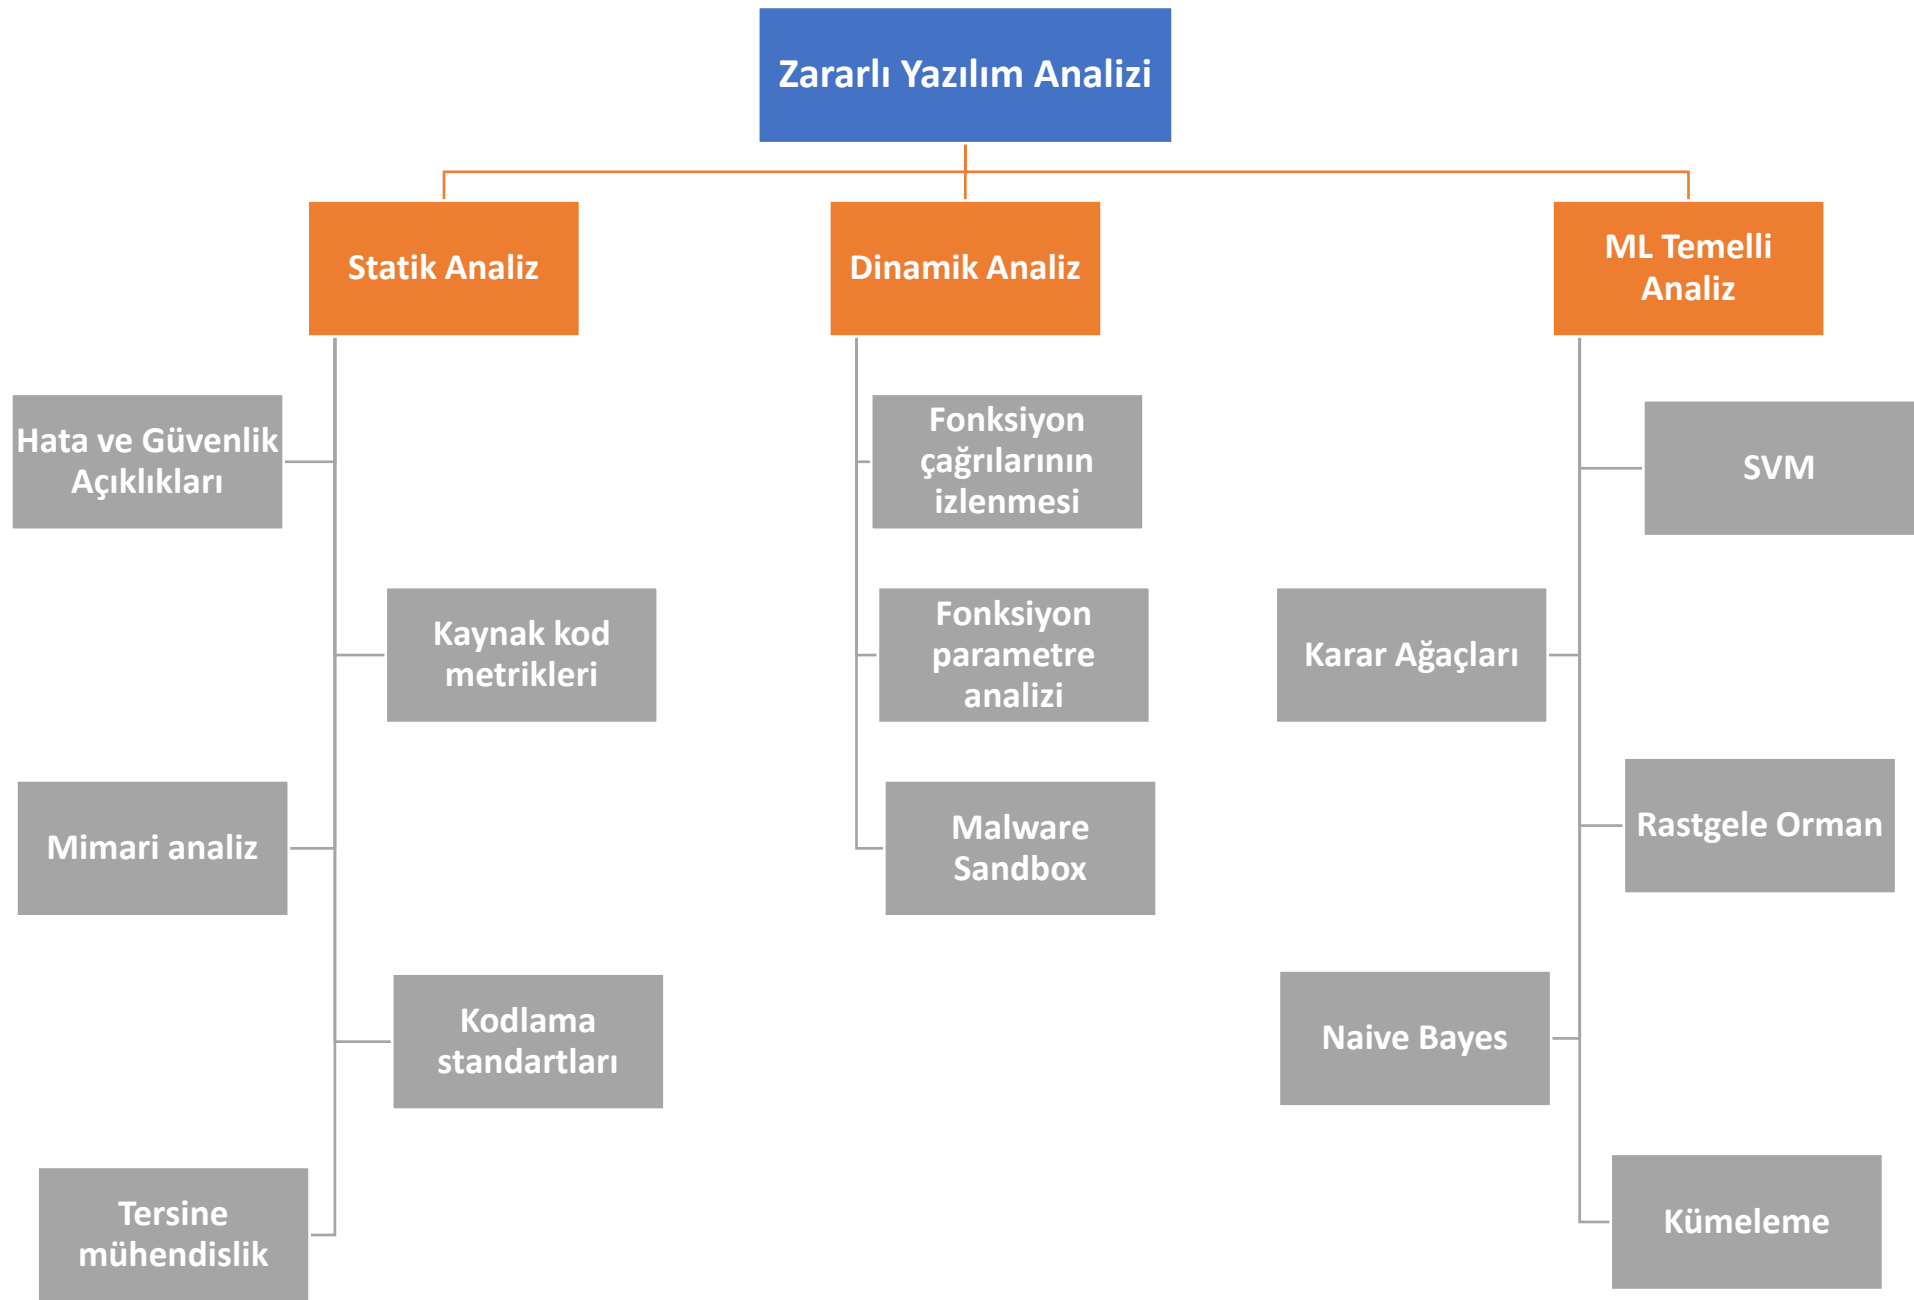 Zararlı Yazılım Analizi
Statik Analiz
Dinamik Analiz
ML Temelli
Analiz
Hata ve Güvenlik
Açıklıkları
Kaynak kod
metrikleri
Mimari analiz
Kodlama
standartları
Tersine
mühendislik
Fonksiyon
çağrılarının
izlenmesi
Fonksiyon
parametre
analizi
Malware
Sandbox
SVM
Karar Ağaçları
Rastgele Orman
Naive Bayes
Kümeleme